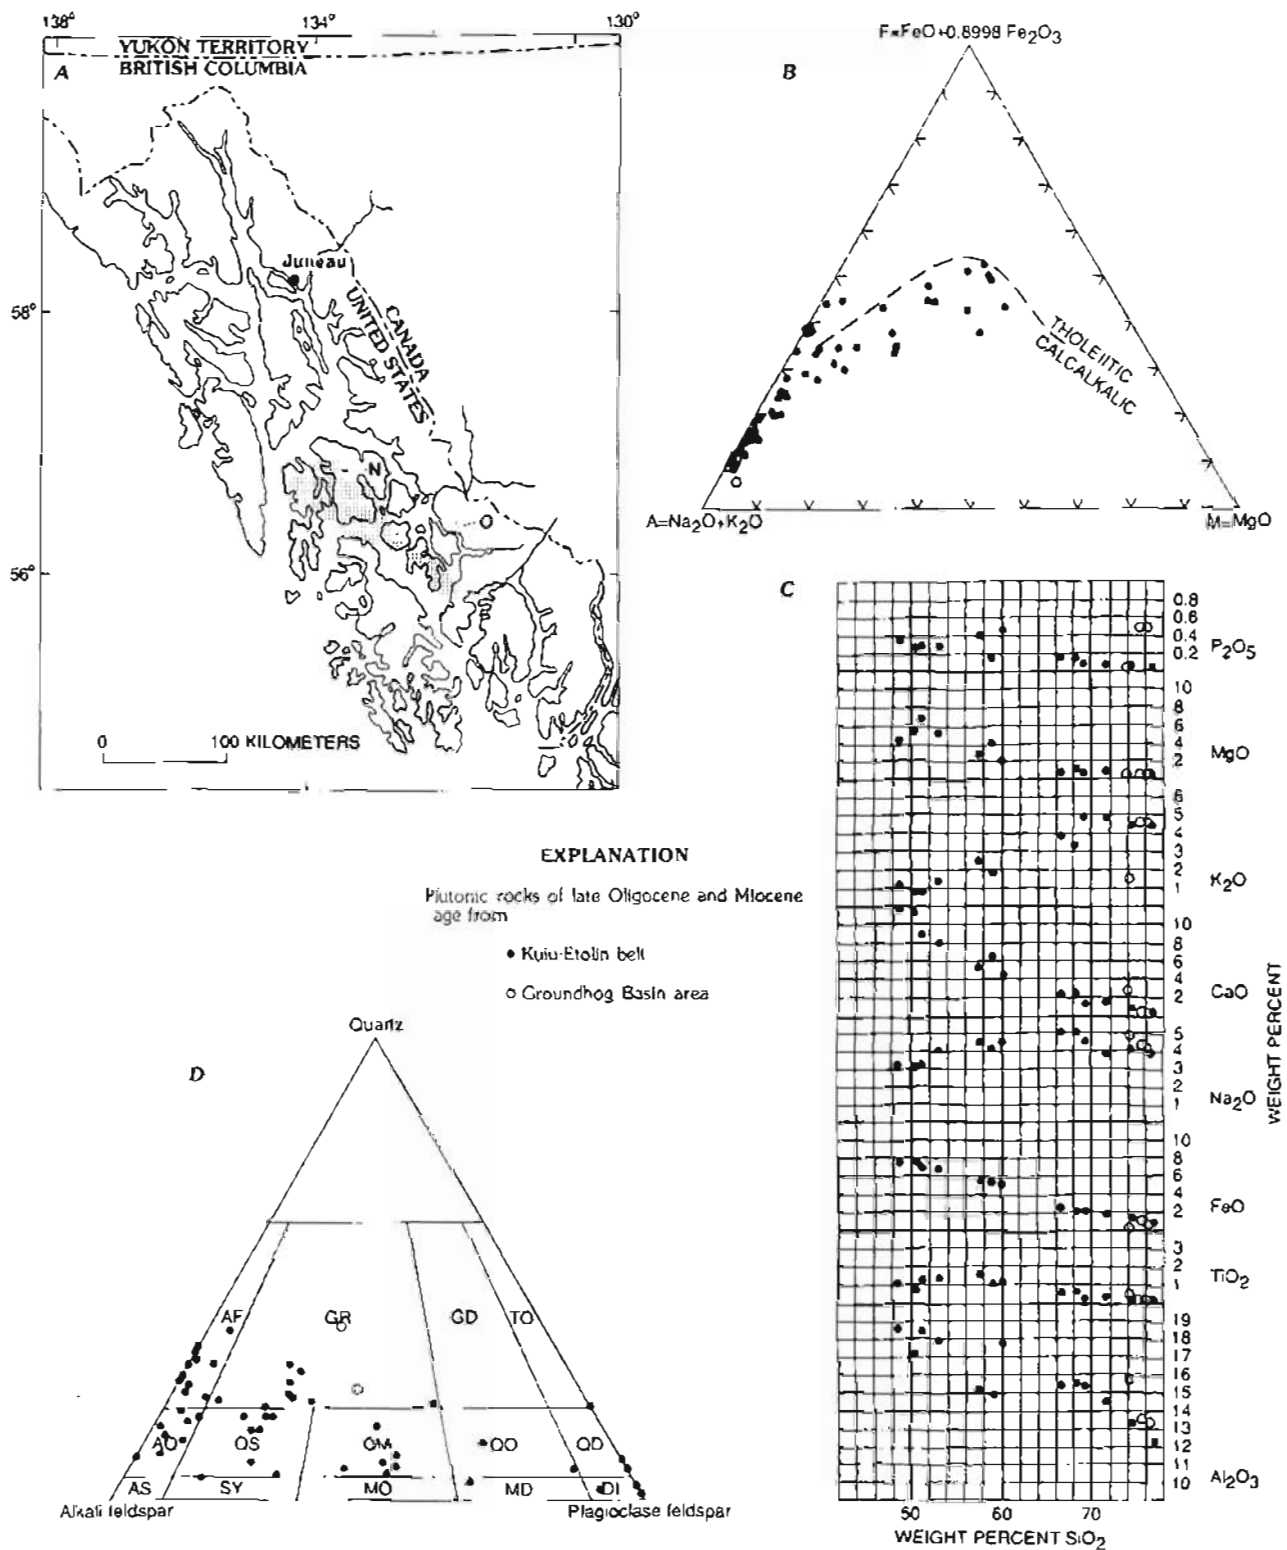 138° 134° 130°
YUKON TERRITORY
BRITISH COLUMBIA
A
Juneau
CANADA
UNITED STATES
58°
N
O
56°
0 100 KILOMETERS
F=FeO+0.8998 Fe2O3
B
THOLEIITIC
CALCALKALIC
A=Na2O+K2O
M=MgO
C
0.8
0.6
0.4
0.2
P2O5
10
8
6
4
2
MgO
6
6
5
4
3
2
1
K2O
10
8
6
4
2
CaO
5
4
3
2
1
Na2O
10
8
6
4
2
FeO
3
2
1
TiO2
19
18
17
16
15
14
13
12
11
10
Al2O3
WEIGHT PERCENT
50 60 70
WEIGHT PERCENT SiO2
EXPLANATION
Plutonic rocks of late Oligocene and Miocene
age from
Kuiu-Etolin belt
Groundhog Basin area
D
Quartz
AF GR GD TO
AQ QS QM QO QD
AS SY MO MD DI
Alkali feldspar
Plagioclase feldspar